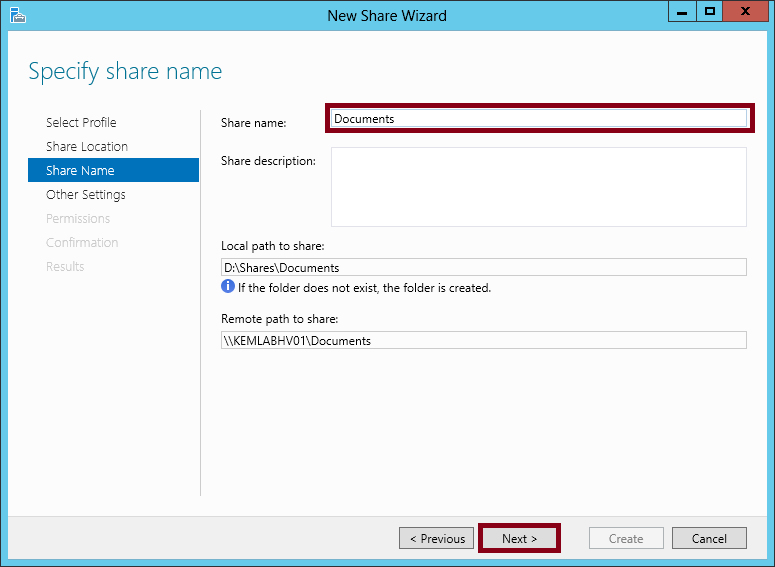 New Share Wizard
Specify share name
Select Profile
Share Location
Share Name
Other Settings
Permissions
Confirmation
Results
Share name:
Documents
Share description:
Local path to share:
D:\Shares\Documents
If the folder does not exist, the folder is created.
Remote path to share:
\\KEMLABHV01\Documents
< Previous
Next >
Create
Cancel